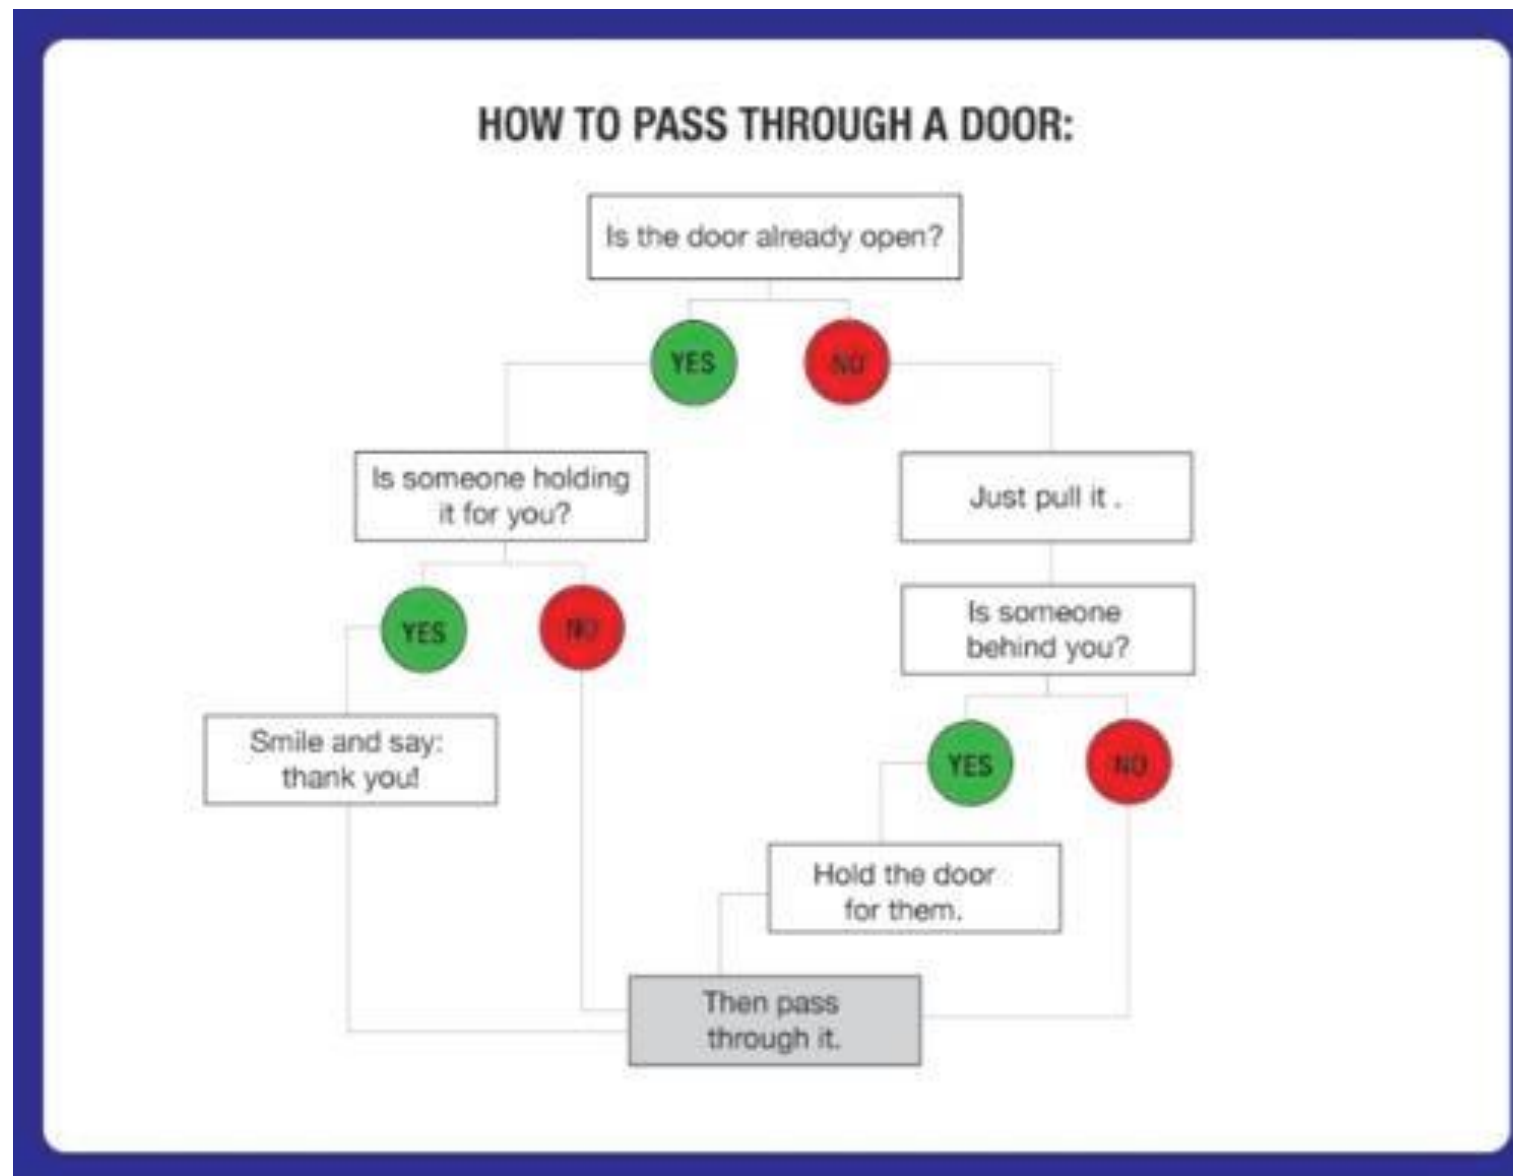 HOW TO PASS THROUGH A DOOR:
Is the door already open?
YES
NO
Is someone holding
it for you?
Just pull it .
YES
NO
Is someone
behind you?
Smile and say:
thank you!
YES
NO
Hold the door
for them.
Then pass
through it.